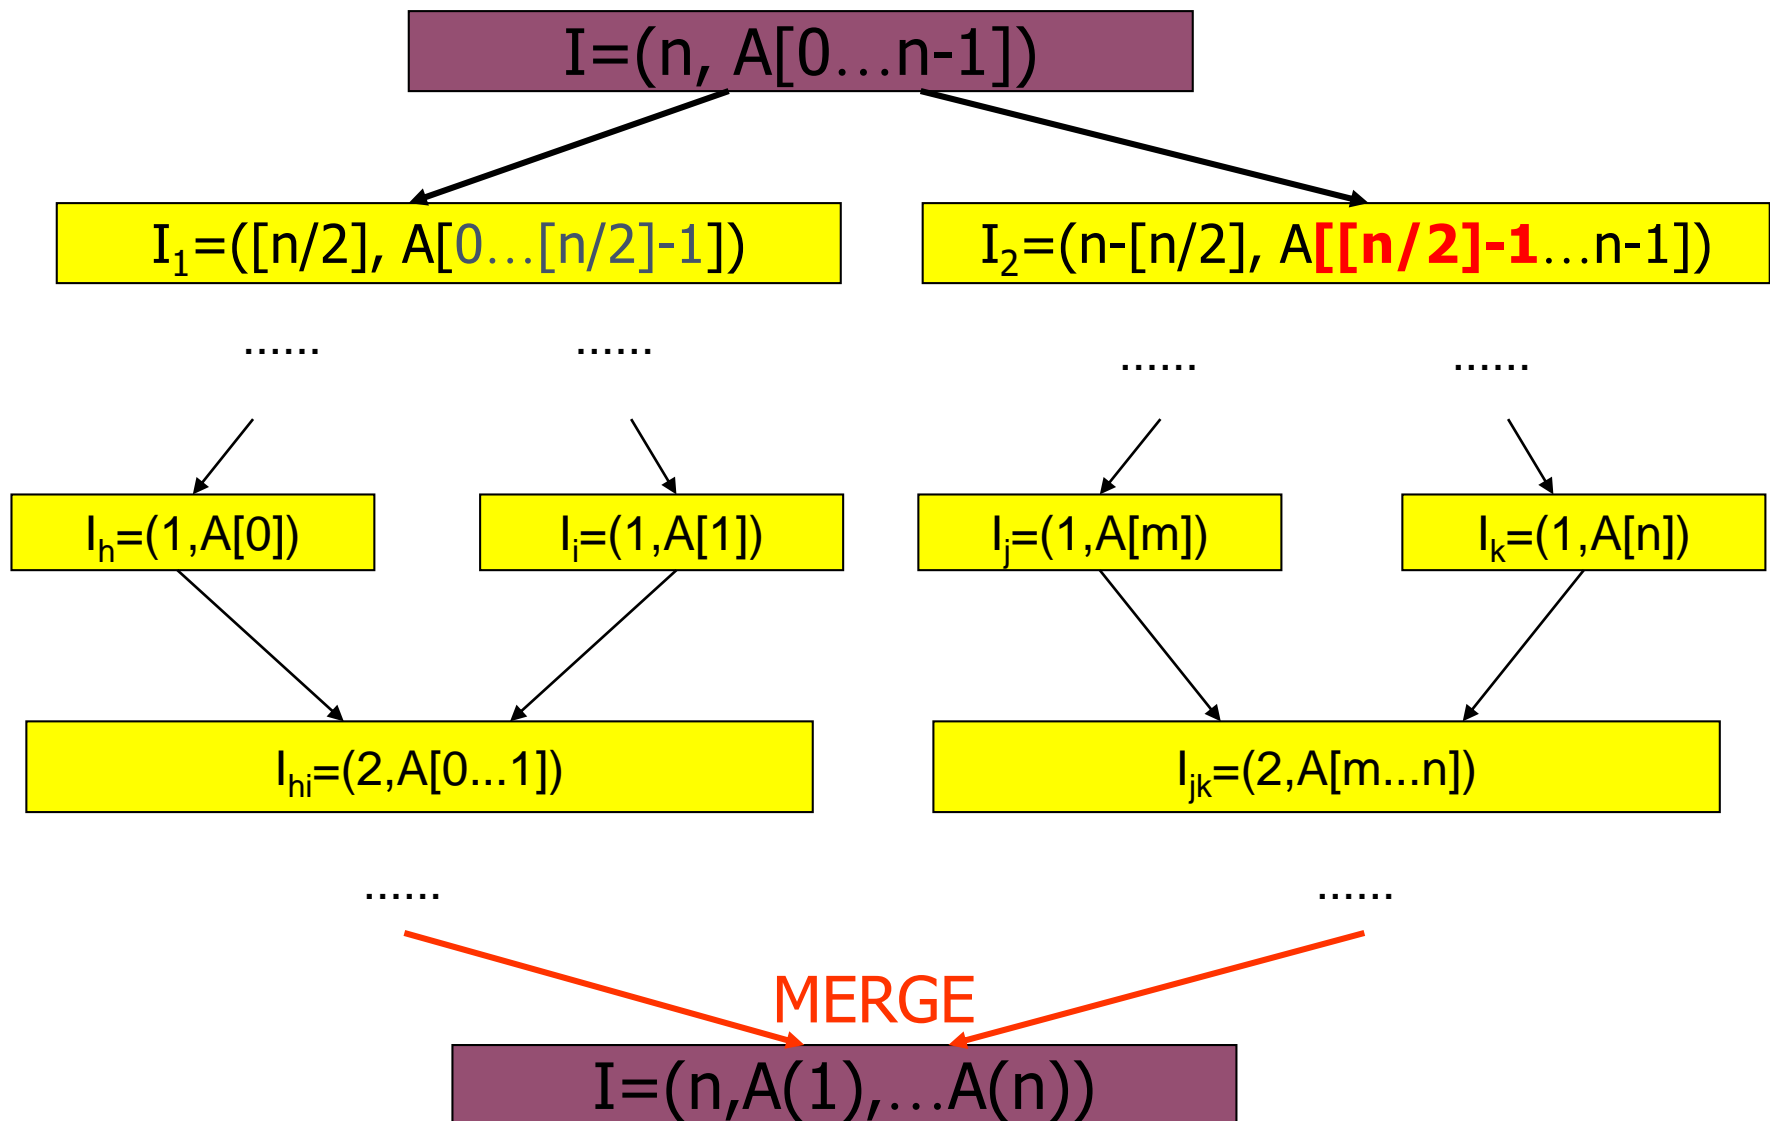 I=(n, A[0…n-1])
I1=([n/2], A[0…[n/2]-1])
I2=(n-[n/2], A[[n/2]-1…n-1])
......
......
......
......
Ih=(1,A[0])
Ii=(1,A[1])
Ij=(1,A[m])
Ik=(1,A[n])
Ihi=(2,A[0...1])
Ijk=(2,A[m...n])
......
......
MERGE
I=(n,A(1),…A(n))